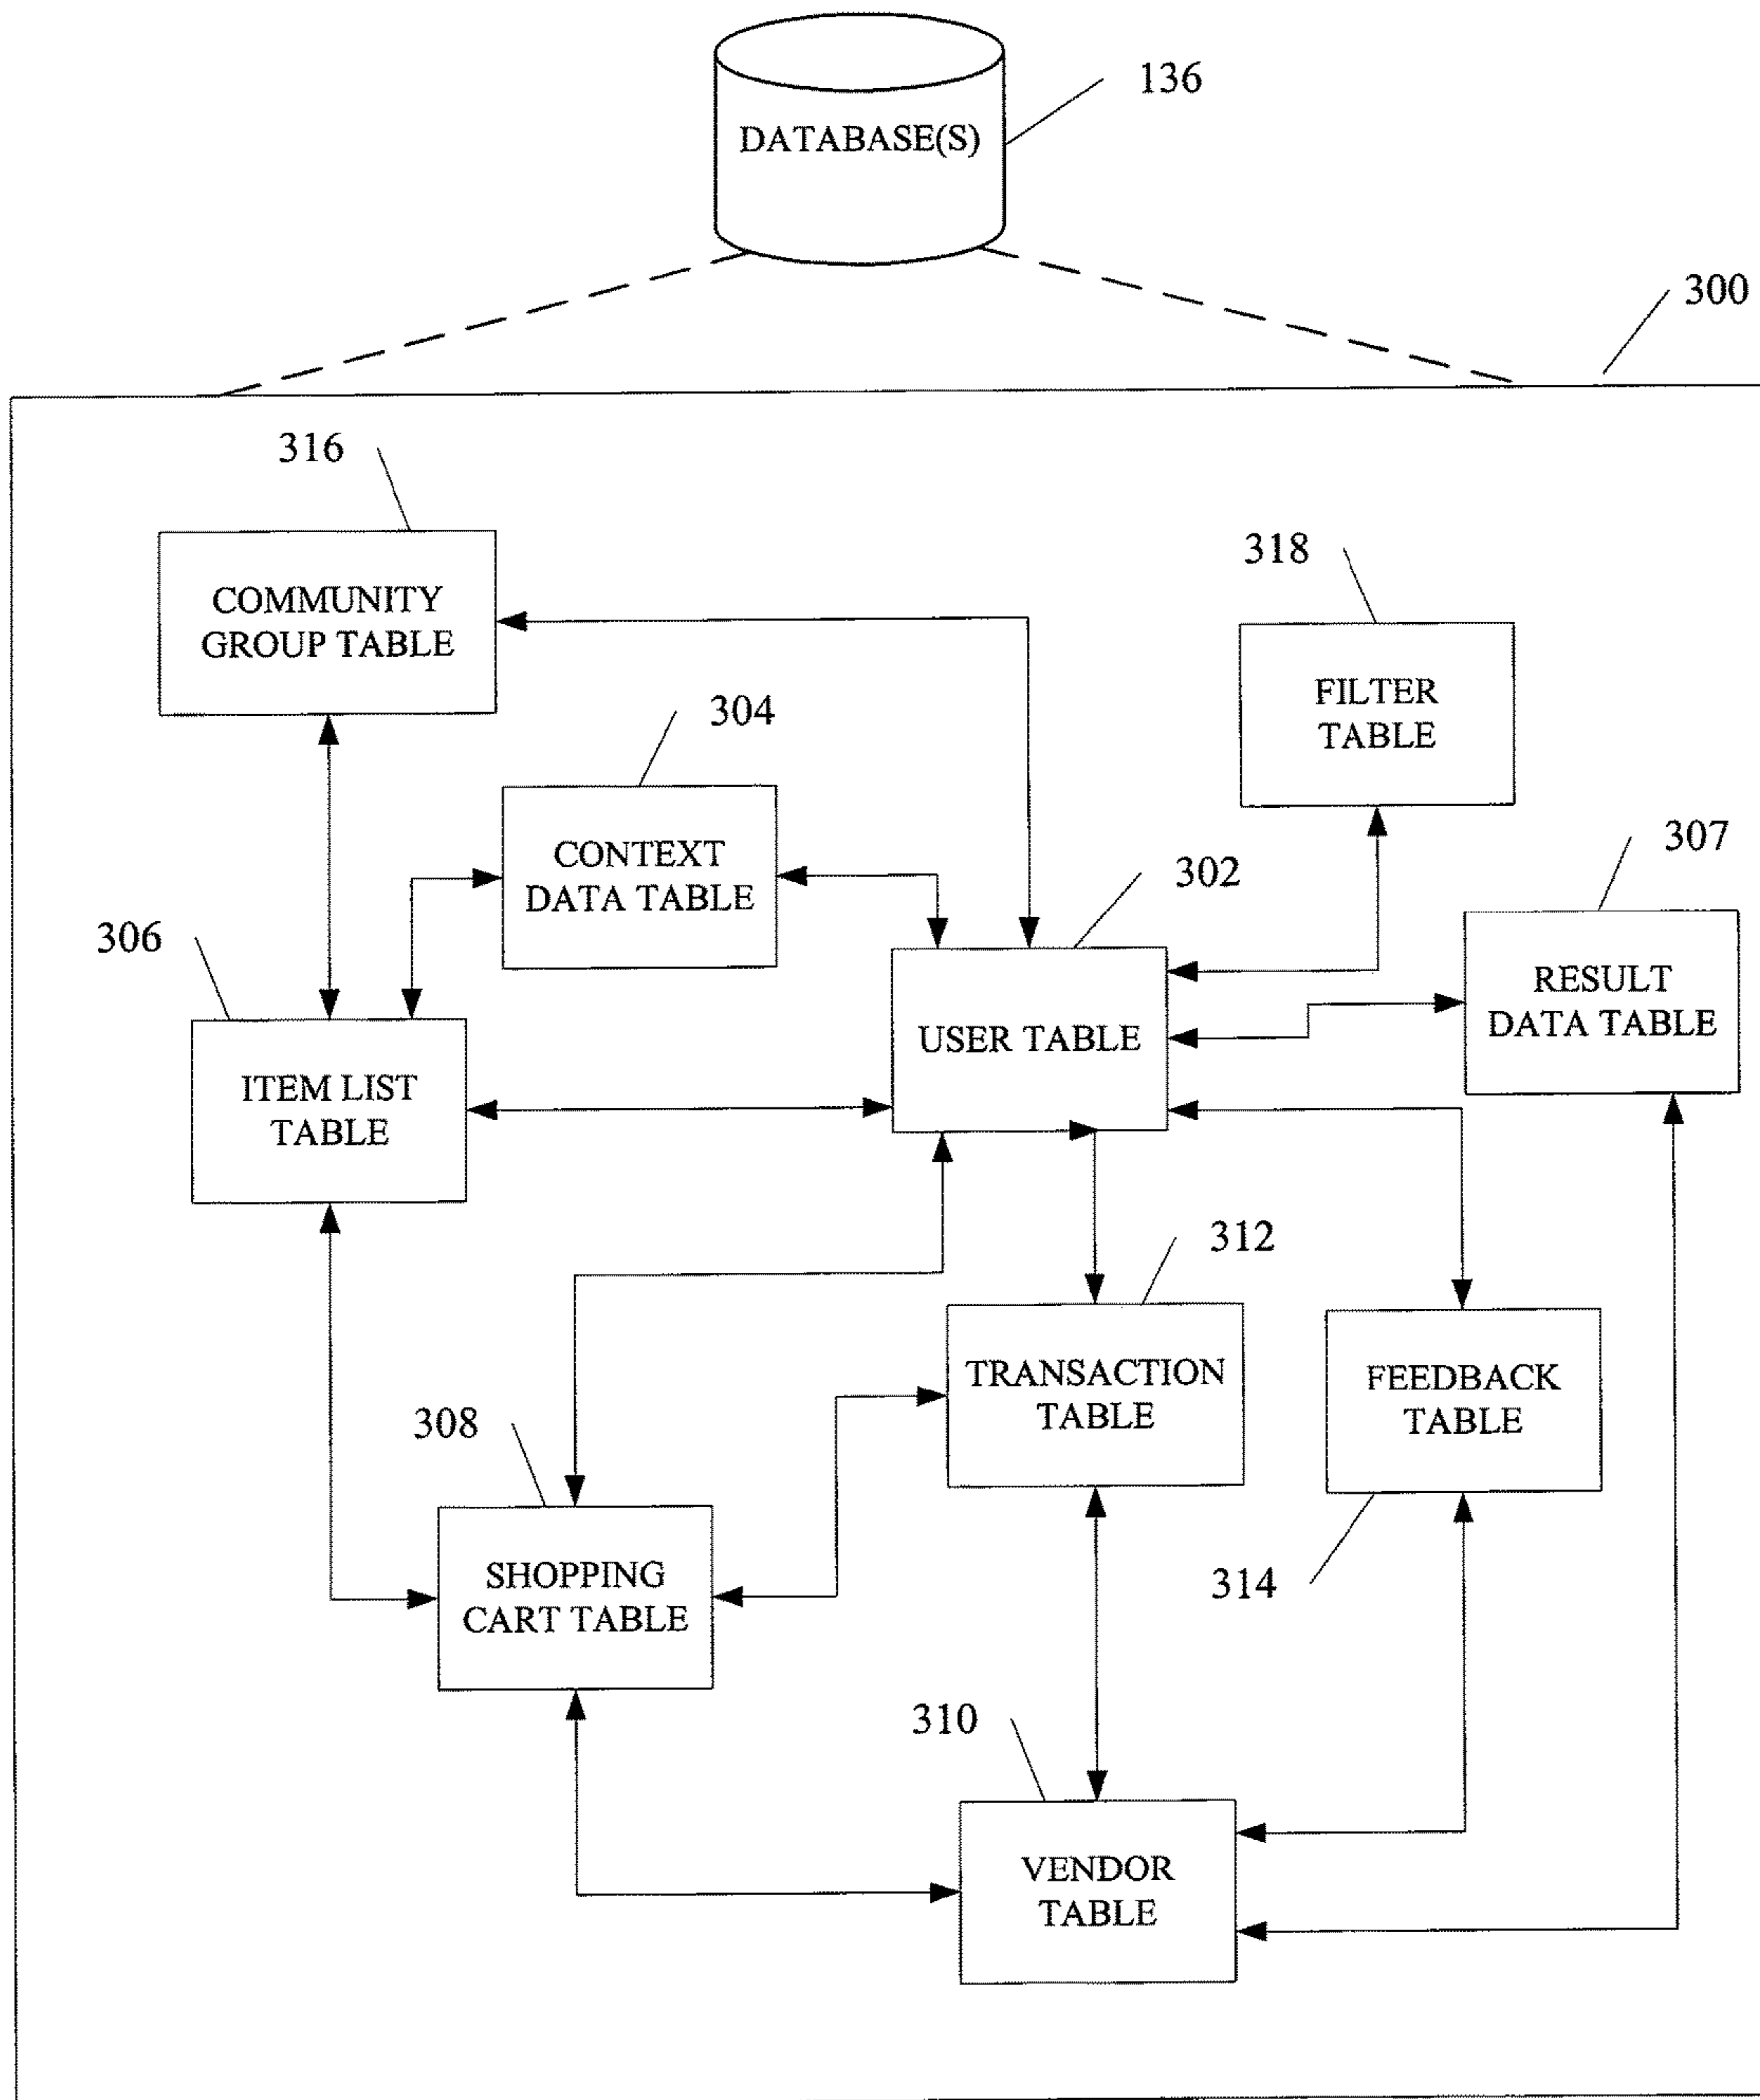 136
DATABASE(S)
300
316
COMMUNITY
GROUP TABLE
318
FILTER
TABLE
304
CONTEXT
DATA TABLE
302
307
306
USER TABLE
RESULT
DATA TABLE
ITEM LIST
TABLE
312
TRANSACTION
TABLE
FEEDBACK
TABLE
308
314
SHOPPING
CART TABLE
310
VENDOR
TABLE